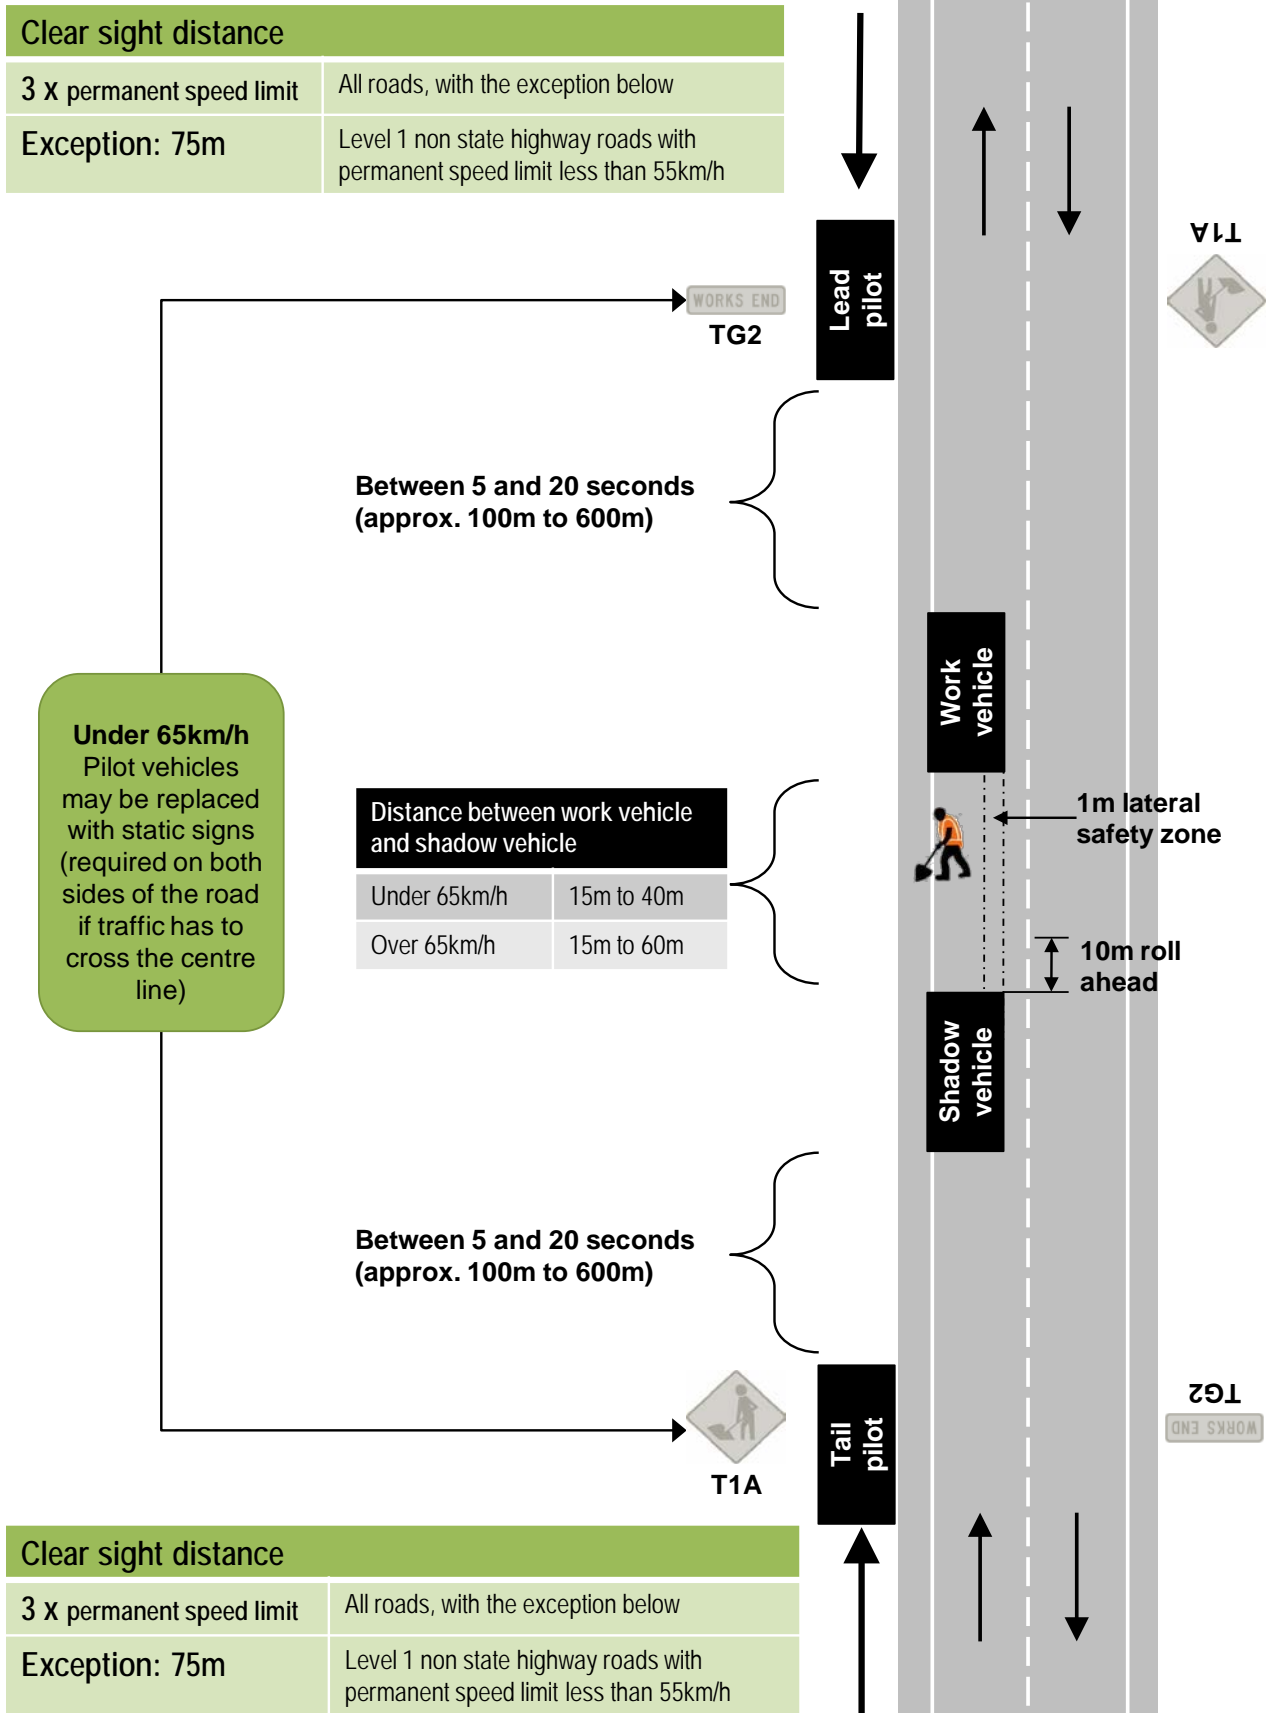 Clear sight distance
3 x permanent speed limit
All roads, with the exception below
Exception: 75m
Level 1 non state highway roads with
permanent speed limit less than 55km/h
T1A
WORKS END
TG2
Lead
pilot
Between 5 and 20 seconds
(approx. 100m to 600m)
Work
vehicle
Under 65km/h
Pilot vehicles
may be replaced
with static signs
(required on both
sides of the road
if traffic has to
cross the centre
line)
Distance between work vehicle
and shadow vehicle
Under 65km/h
15m to 40m
Over 65km/h
15m to 60m
1m lateral
safety zone
10m roll
ahead
Shadow
vehicle
Between 5 and 20 seconds
(approx. 100m to 600m)
T1A
Tail
pilot
TG2
WORKS END
Clear sight distance
3 x permanent speed limit
All roads, with the exception below
Exception: 75m
Level 1 non state highway roads with
permanent speed limit less than 55km/h